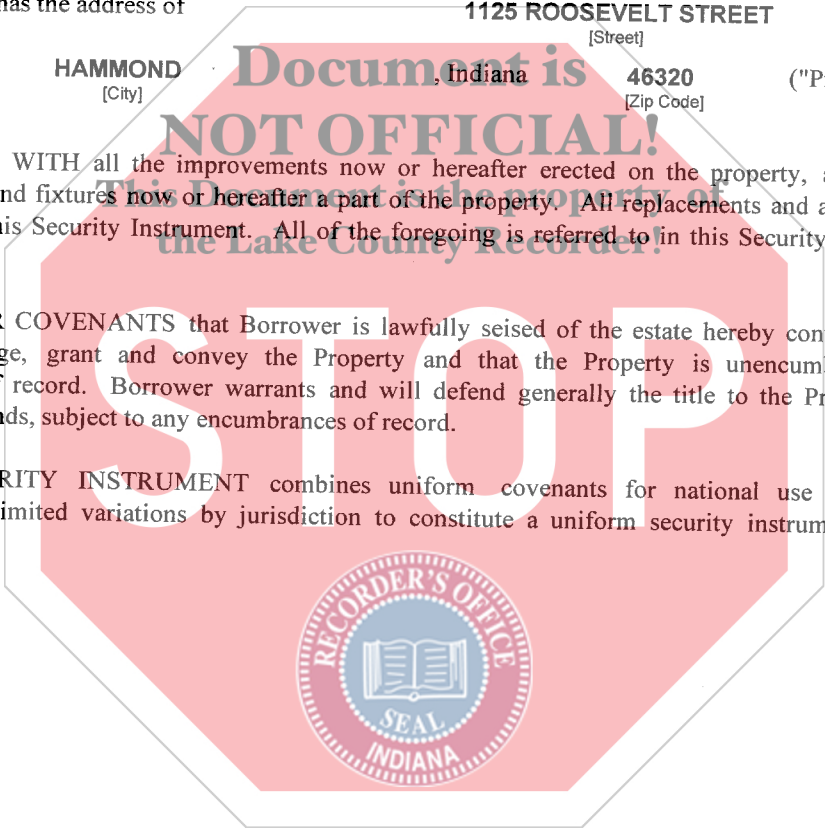 has the address of 1125 ROOSEVELT STREET
[Street]
HAMMOND , Indiana 46320 ("P
[City] [Zip Code]
Document is
NOT OFFICIAL!
This Document is the property of
the Lake County Recorder!
WITH all the improvements now or hereafter erected on the property,
nd fixtures now or hereafter a part of the property. All replacements and a
is Security Instrument. All of the foregoing is referred to in this Security
R COVENANTS that Borrower is lawfully seised of the estate hereby con
ge, grant and convey the Property and that the Property is unencum
f record. Borrower warrants and will defend generally the title to the Pr
nds, subject to any encumbrances of record.
RITY INSTRUMENT combines uniform covenants for national use
imited variations by jurisdiction to constitute a uniform security instrum
STOP
RECORDER'S OFFICE
SEAL
INDIANA